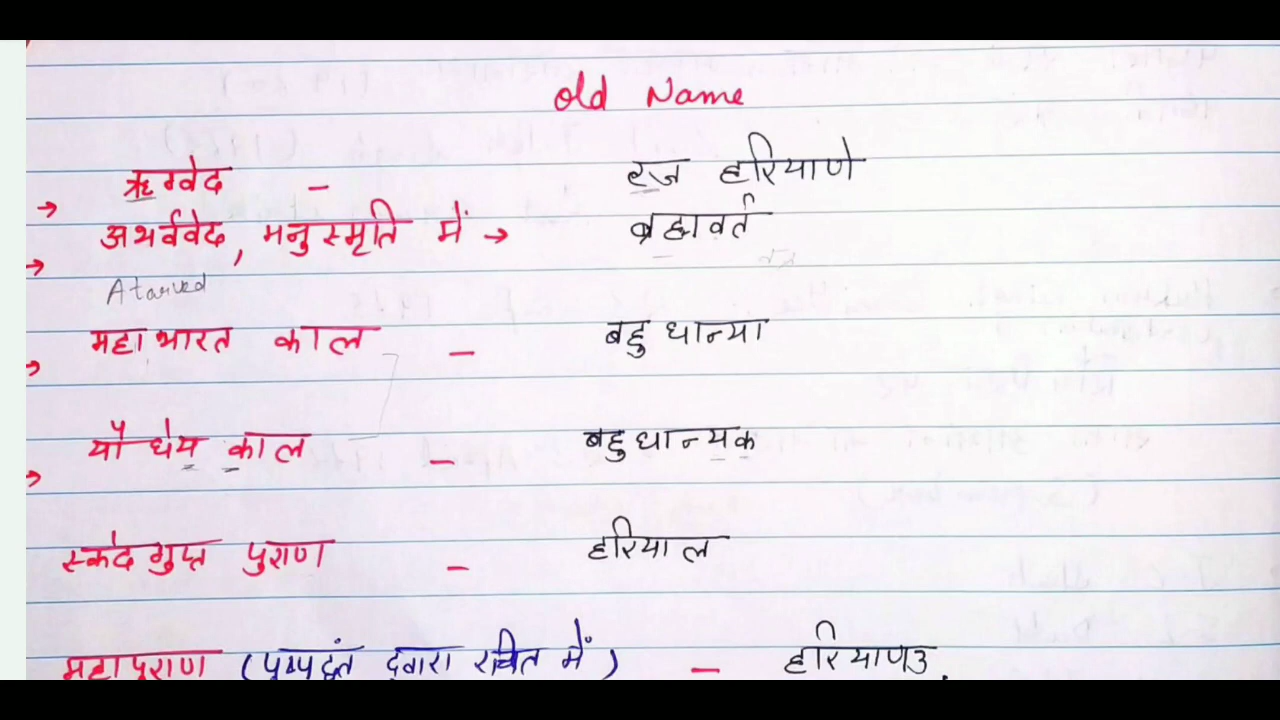 Old Name
ऋग्वेद - रज हरियाणे
अथर्ववेद, मनुस्मृति में → ब्रह्मावर्त
Atarved
महाभारत काल - बहुधान्या
यौधेय काल - बहुधान्यक
स्कंदगुप्त पुराण - हरियाल
महापुराण (पुष्पदंत द्वारा रचित में) - हरियाणउ.